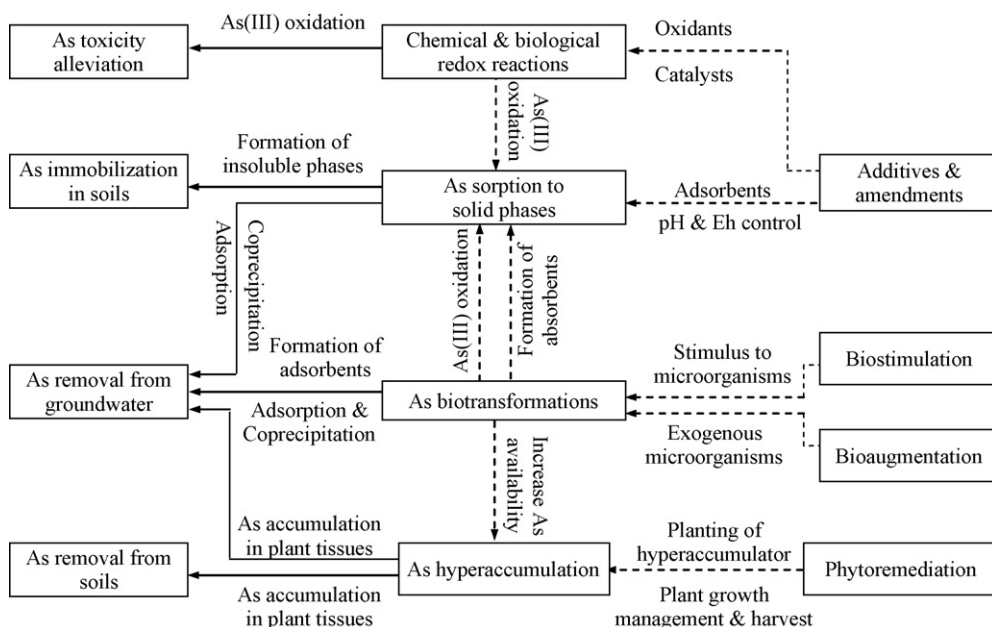 As toxicity
alleviation
As(III) oxidation
Chemical & biological
redox reactions
Oxidants
Catalysts
As(III)
oxidation
As immobilization
in soils
Formation of
insoluble phases
As sorption to
solid phases
Adsorbents
pH & Eh control
Additives &
amendments
Coprecipitation
Adsorption
As(III) oxidation
Formation of
absorbents
As removal from
groundwater
Formation of
adsorbents
Adsorption &
Coprecipitation
As biotransformations
Stimulus to
microorganisms
Exogenous
microorganisms
Biostimulation
Bioaugmentation
Increase As
availability
As removal from
soils
As accumulation
in plant tissues
As accumulation
in plant tissues
As hyperaccumulation
Planting of
hyperaccumulator
Plant growth
management & harvest
Phytoremediation